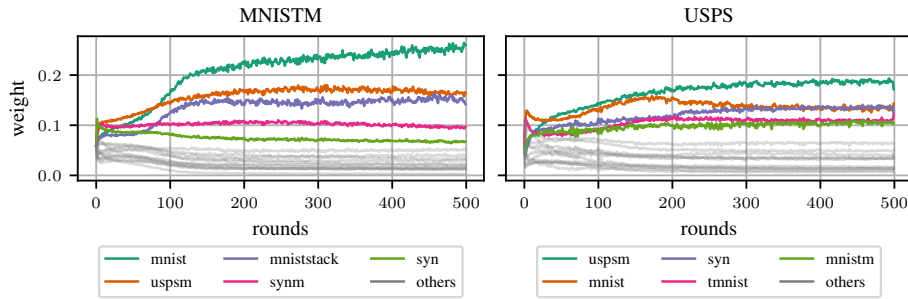 MNISTM
USPS
weight
0.2
0.1
0.0
0 100 200 300 400 500
0 100 200 300 400 500
rounds
rounds
mnist mniststack syn
uspsm synm others
uspsm syn mnistm
mnist tmnist others